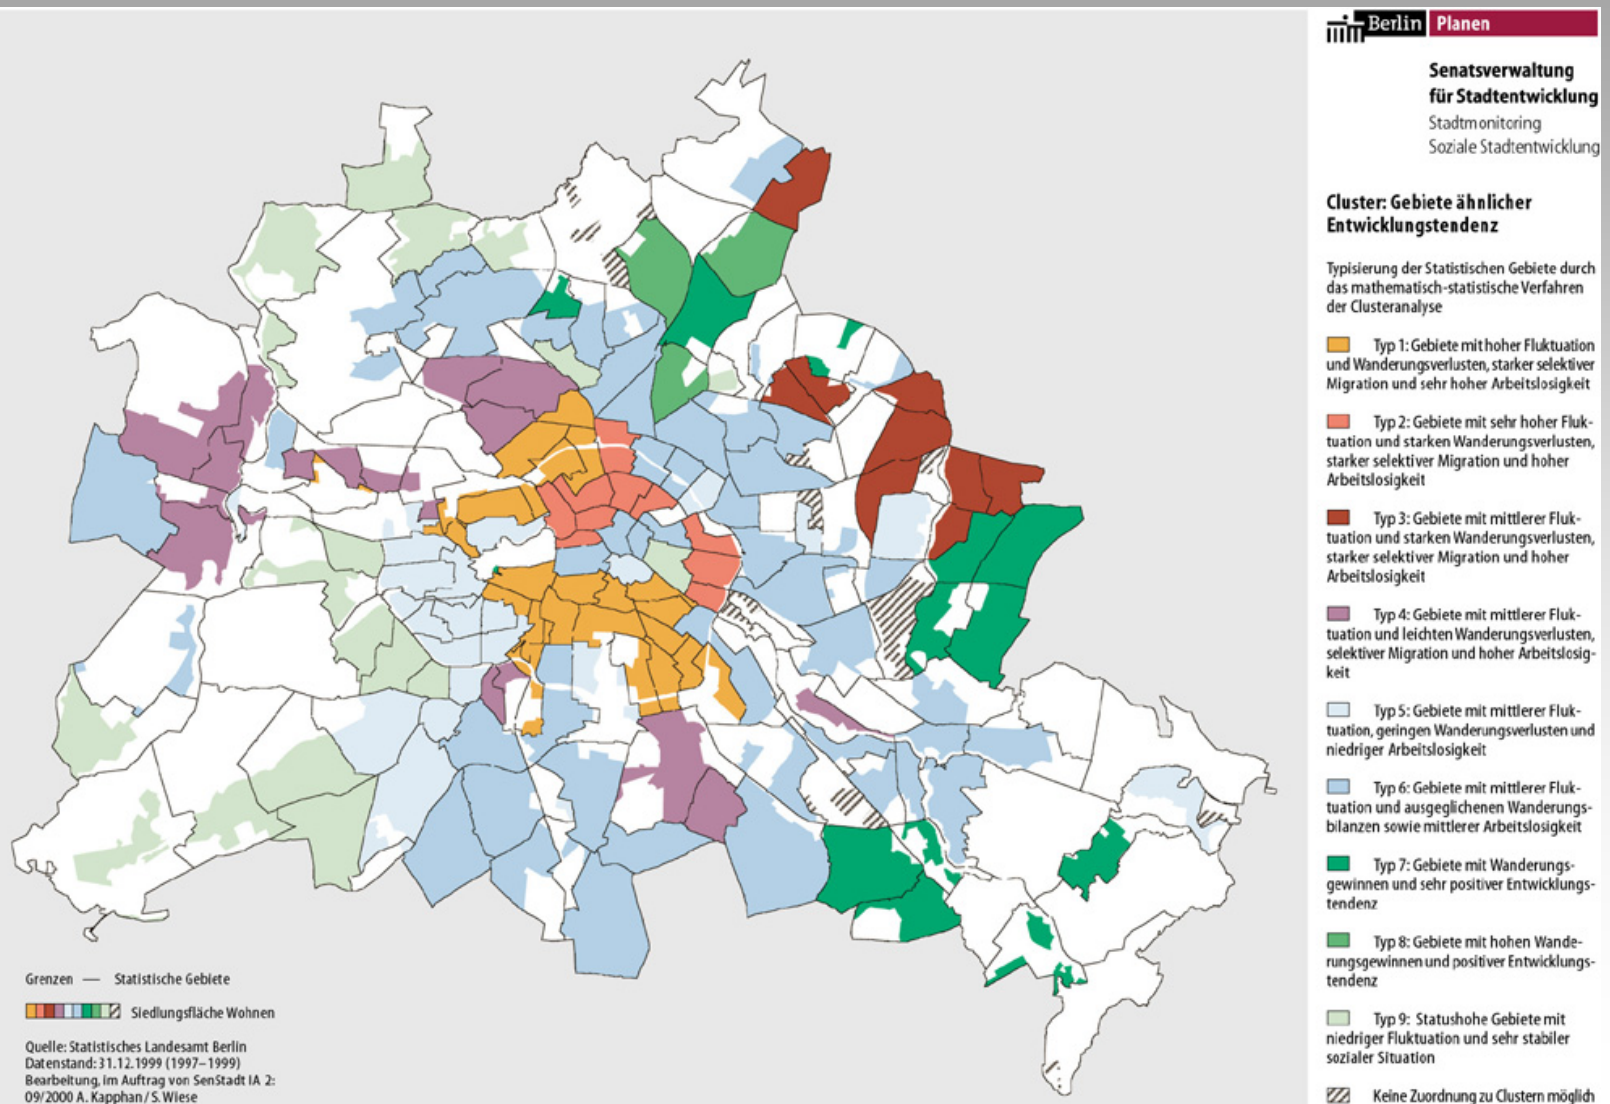 Berlin Planen
Senatsverwaltung
für Stadtentwicklung
Stadtmonitoring
Soziale Stadtentwicklung
Cluster: Gebiete ähnlicher
Entwicklungstendenz
Typisierung der Statistischen Gebiete durch
das mathematisch-statistische Verfahren
der Clusteranalyse
Typ 1: Gebiete mit hoher Fluktuation
und Wanderungsverlusten, starker selektiver
Migration und sehr hoher Arbeitslosigkeit
Typ 2: Gebiete mit sehr hoher Fluk-
tuation und starken Wanderungsverlusten,
starker selektiver Migration und hoher
Arbeitslosigkeit
Typ 3: Gebiete mit mittlerer Fluk-
tuation und starken Wanderungsverlusten,
starker selektiver Migration und hoher
Arbeitslosigkeit
Typ 4: Gebiete mit mittlerer Fluk-
tuation und leichten Wanderungsverlusten,
selektiver Migration und hoher Arbeitslosig-
keit
Typ 5: Gebiete mit mittlerer Fluk-
tuation, geringen Wanderungsverlusten und
niedriger Arbeitslosigkeit
Typ 6: Gebiete mit mittlerer Fluk-
tuation und ausgeglichenen Wanderungs-
bilanzen sowie mittlerer Arbeitslosigkeit
Typ 7: Gebiete mit Wanderungs-
gewinnen und sehr positiver Entwicklungs-
tendenz
Typ 8: Gebiete mit hohen Wande-
rungsgewinnen und positiver Entwicklungs-
tendenz
Typ 9: Statushohe Gebiete mit
niedriger Fluktuation und sehr stabiler
sozialer Situation
Keine Zuordnung zu Clustern möglich
Grenzen — Statistische Gebiete
Siedlungsfläche Wohnen
Quelle: Statistisches Landesamt Berlin
Datenstand: 31.12.1999 (1997–1999)
Bearbeitung, im Auftrag von SenStadt IA 2:
09/2000 A. Kapphan / S. Wiese